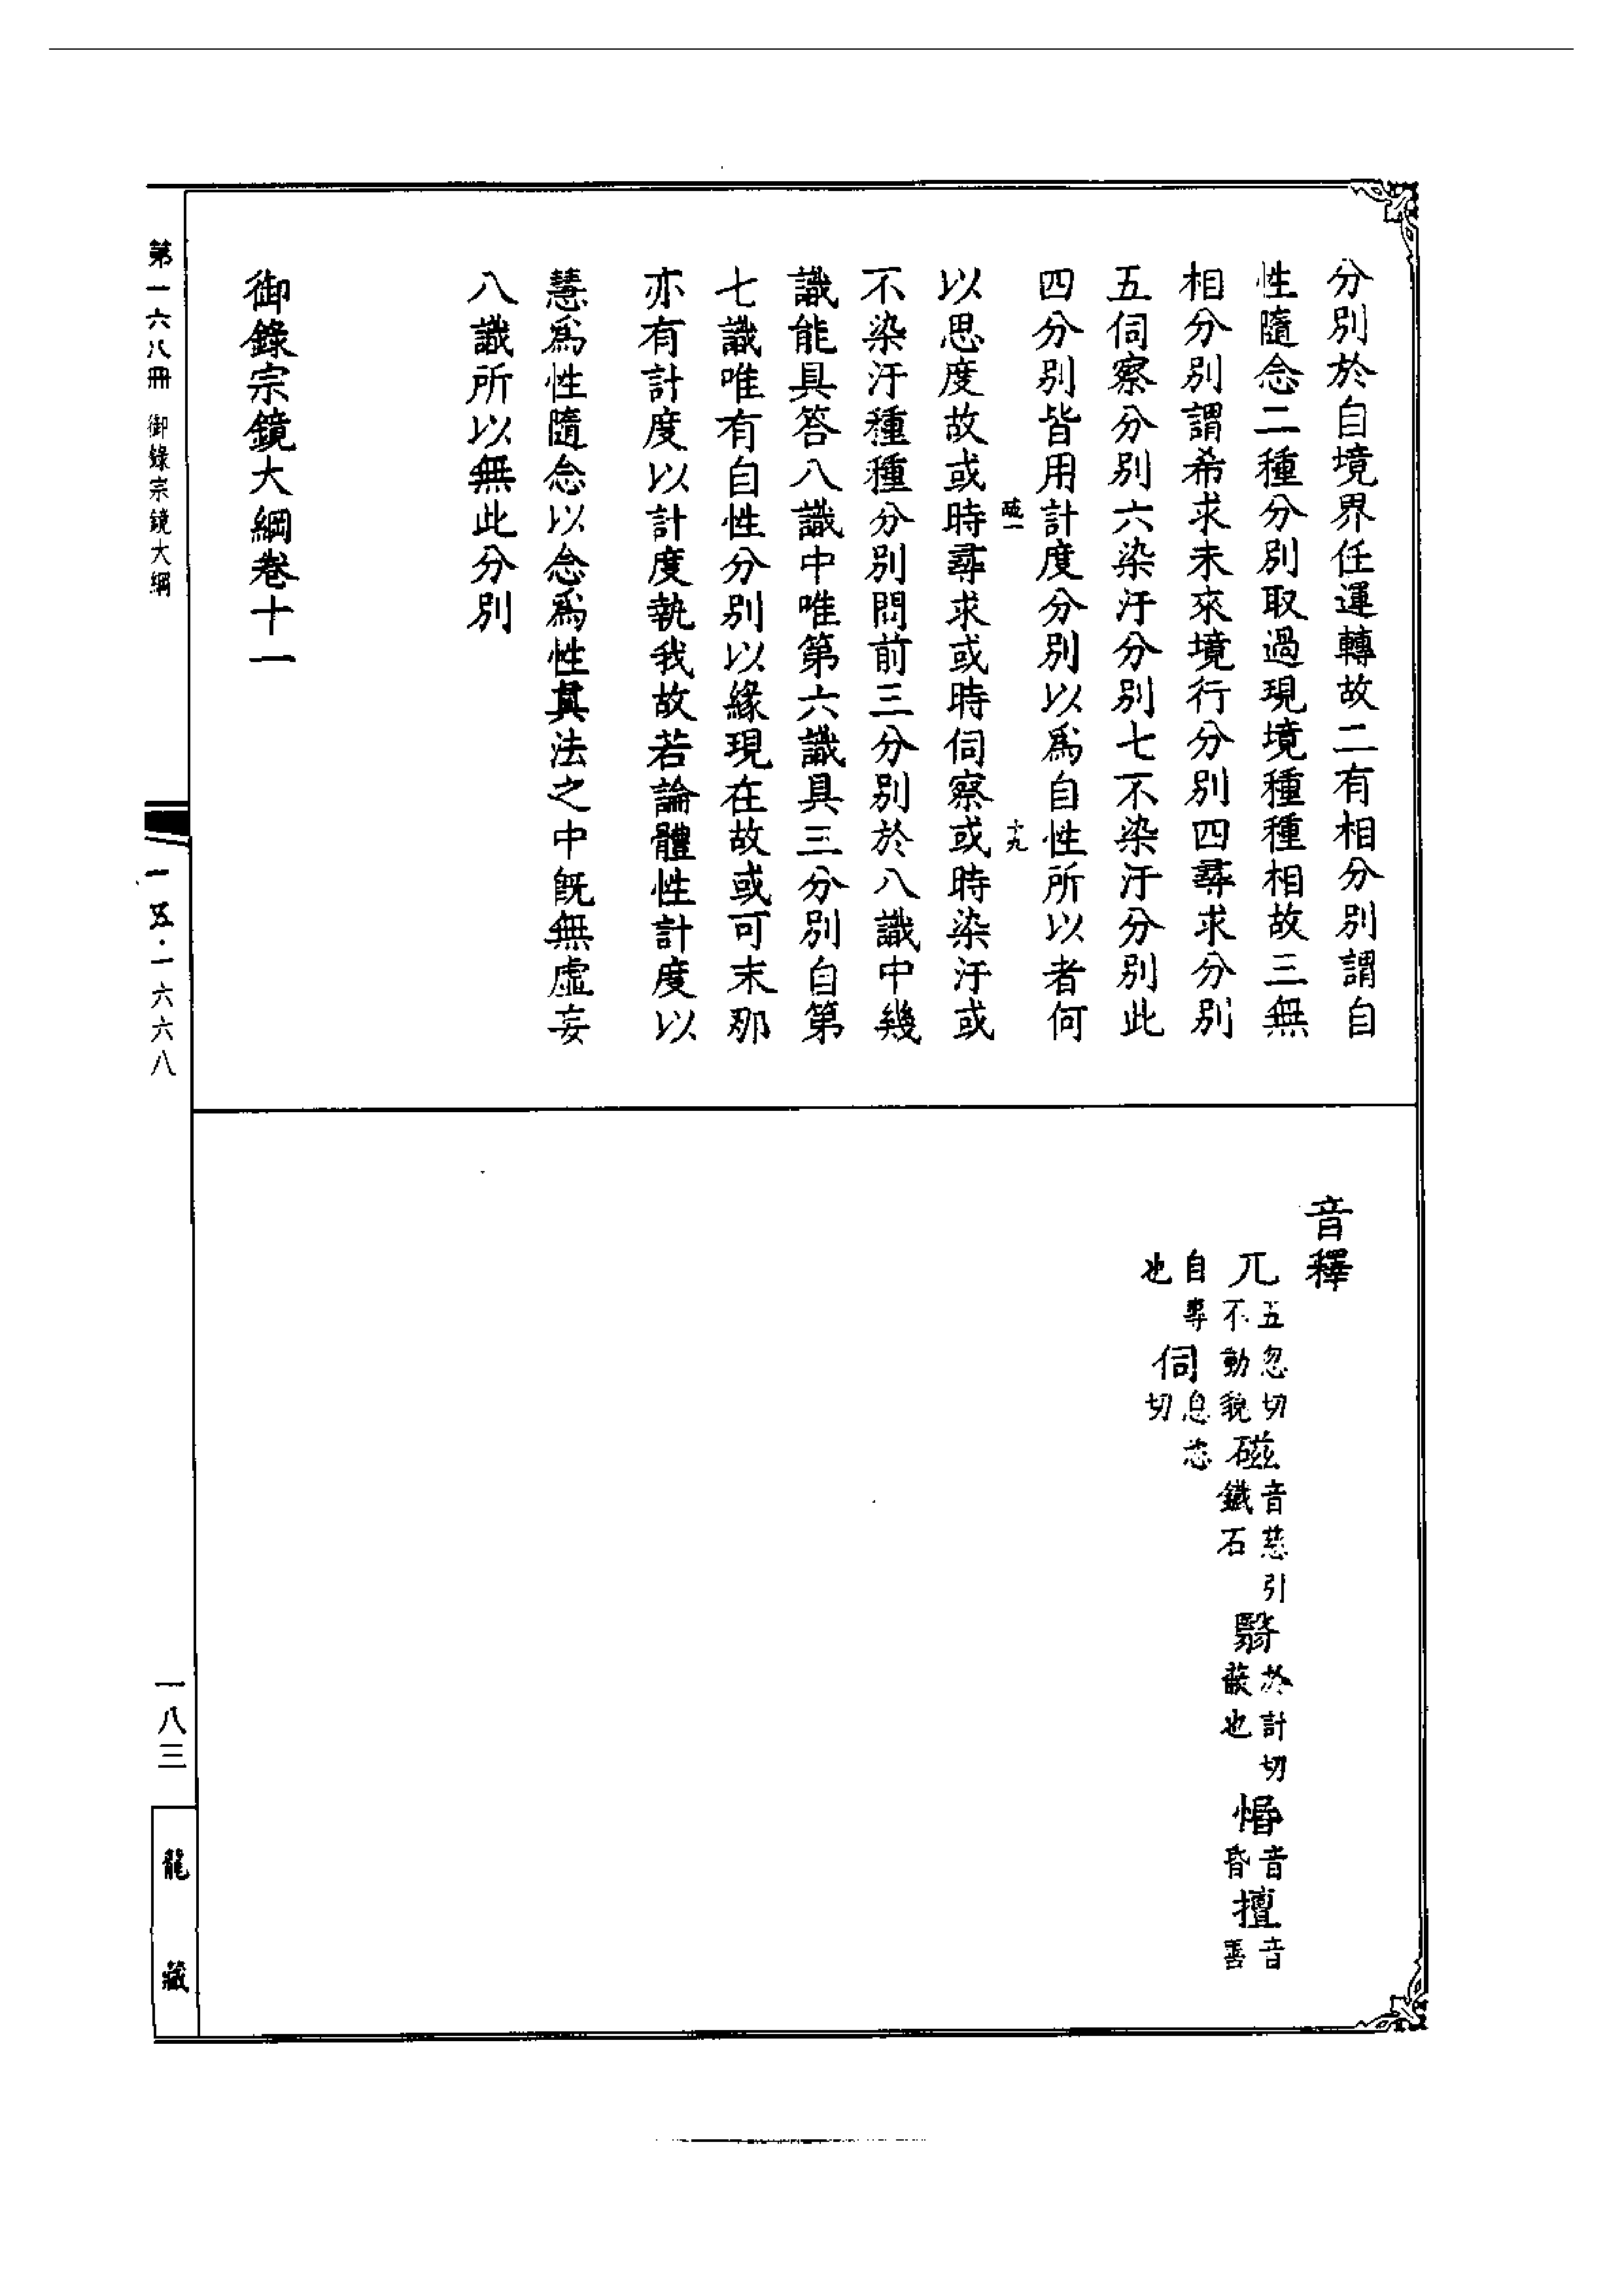 分別於自境界任運轉故二有相分別謂自
性隨念二種分別取過現境種種相故三無
相分別謂希求未來境行分別四尋求分別
五伺察分別六染汙分別七不染汙分別此
四分別皆用計度分別以為自性所以者何
十九
以思度故或時尋求或時伺察或時染汙或
不染汙種種分別問前三分別於八識中幾
識能具答八識中唯第六識具三分別自第
七識唯有自性分別以緣現在故或可末那
亦有計度以計度執我故若論體性計度以
慧為性隨念以念為性真法之中既無虛妄
八識所以無此分別
御錄宗鏡大綱卷十一
音釋
兀五忽切不動貌磁音慈引鐵石翳於計切蔽也惛音昏擅音善
自專也伺息恣切
第一六八冊 御錄宗鏡大綱
一五·一六六八
一八三
龍藏